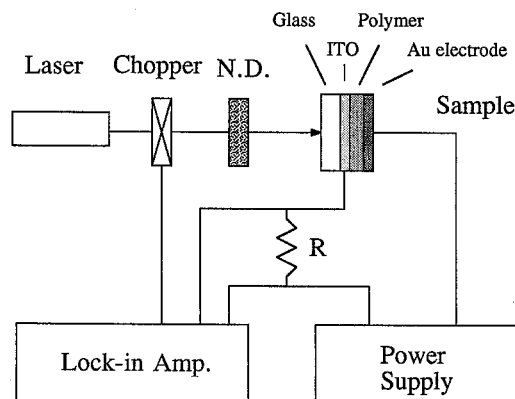 Glass
Polymer
ITO
Au electrode
Laser
Chopper
N.D.
Sample
R
Lock-in Amp.
Power
Supply